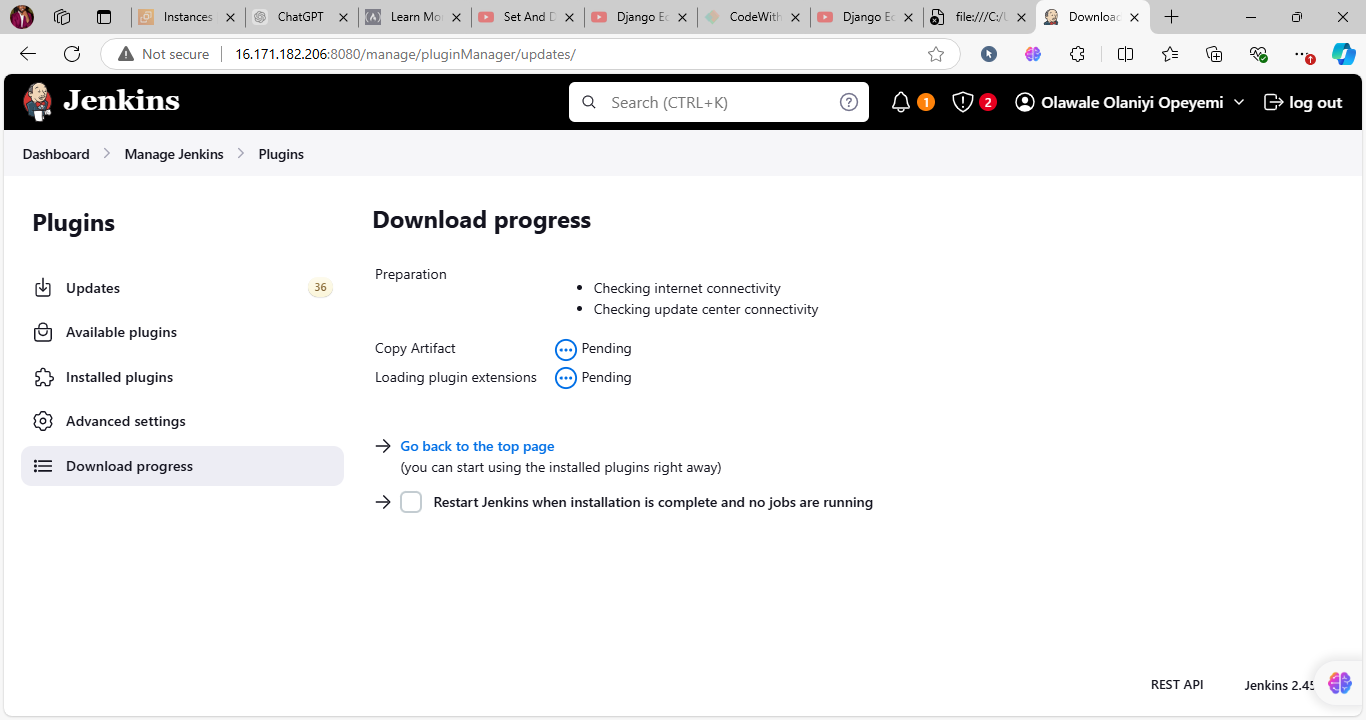 Instances
ChatGPT
Learn Mo
Set And D
Django Ec
CodeWith
Django Ec
file:///C:/U
Download
Not secure
16.171.182.206:8080/manage/pluginManager/updates/
Jenkins
Search (CTRL+K)
1
2
Olawale Olaniyi Opeyemi
log out
Dashboard
Manage Jenkins
Plugins
Plugins
Updates
36
Available plugins
Installed plugins
Advanced settings
Download progress
Download progress
Preparation
Checking internet connectivity
Checking update center connectivity
Copy Artifact
Pending
Loading plugin extensions
Pending
Go back to the top page
(you can start using the installed plugins right away)
Restart Jenkins when installation is complete and no jobs are running
REST API
Jenkins 2.45